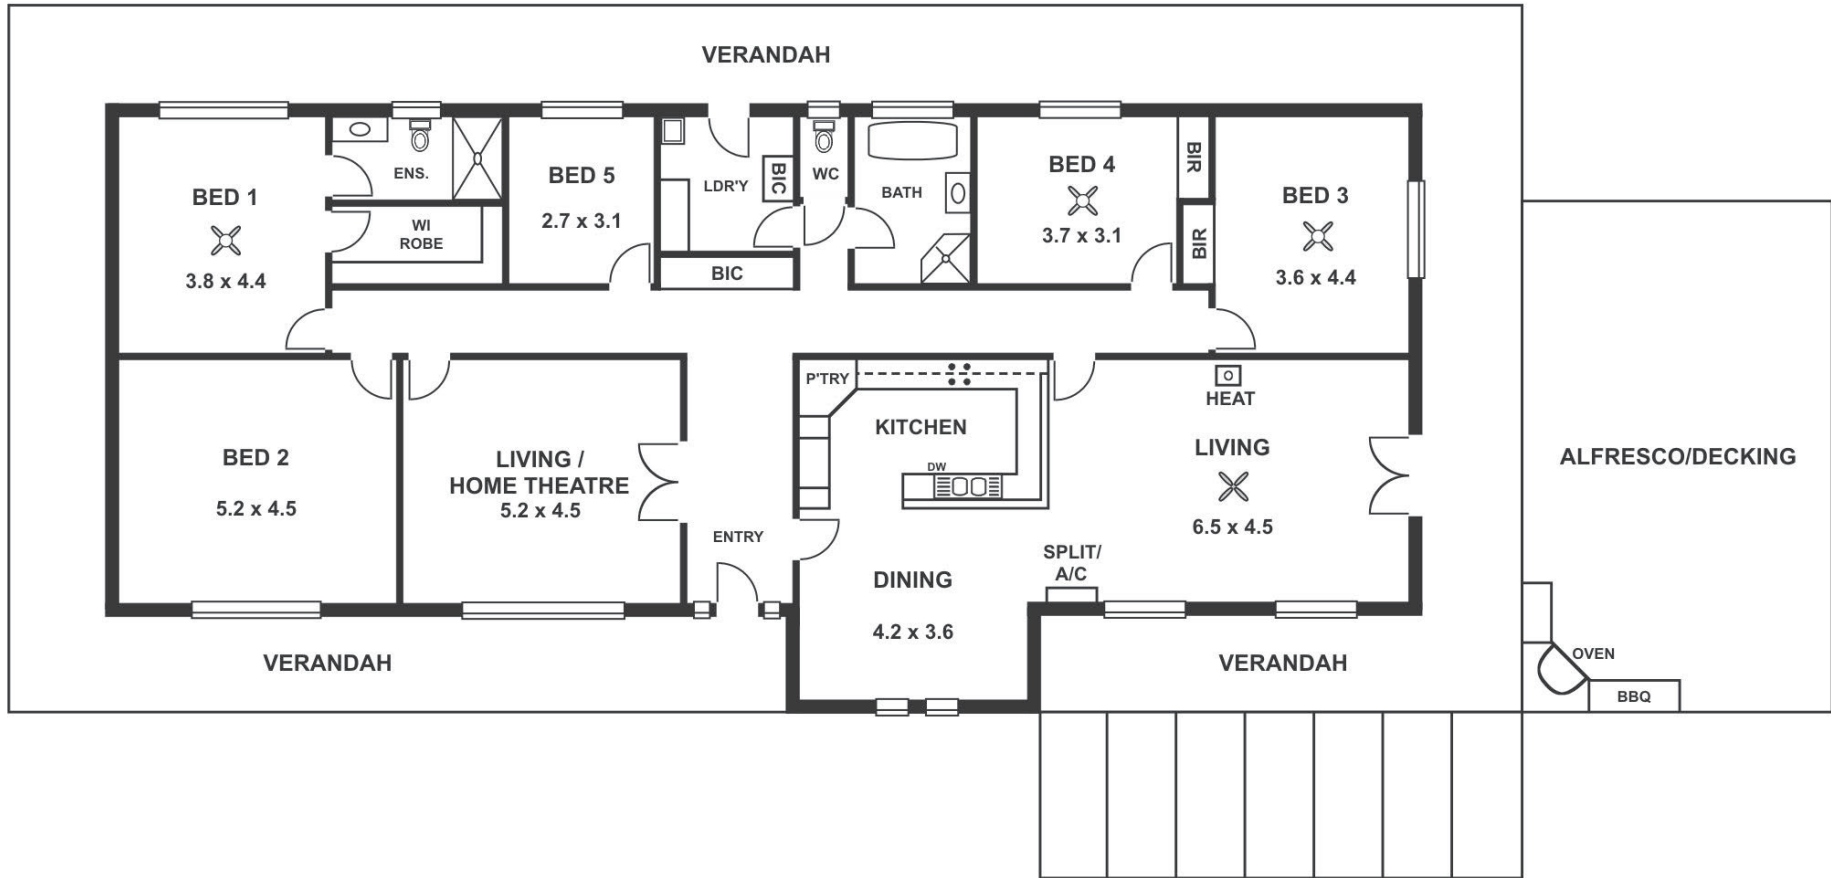 VERANDAH
BED 1
3.8 x 4.4
ENS.
WI
ROBE
BED 5
2.7 x 3.1
LDR'Y
BIC
BIC
WC
BATH
BED 4
3.7 x 3.1
BIR
BIR
BED 3
3.6 x 4.4
BED 2
5.2 x 4.5
LIVING /
HOME THEATRE
5.2 x 4.5
ENTRY
P'TRY
KITCHEN
DW
DINING
4.2 x 3.6
HEAT
LIVING
6.5 x 4.5
SPLIT/
A/C
ALFRESCO/DECKING
VERANDAH
VERANDAH
OVEN
BBQ